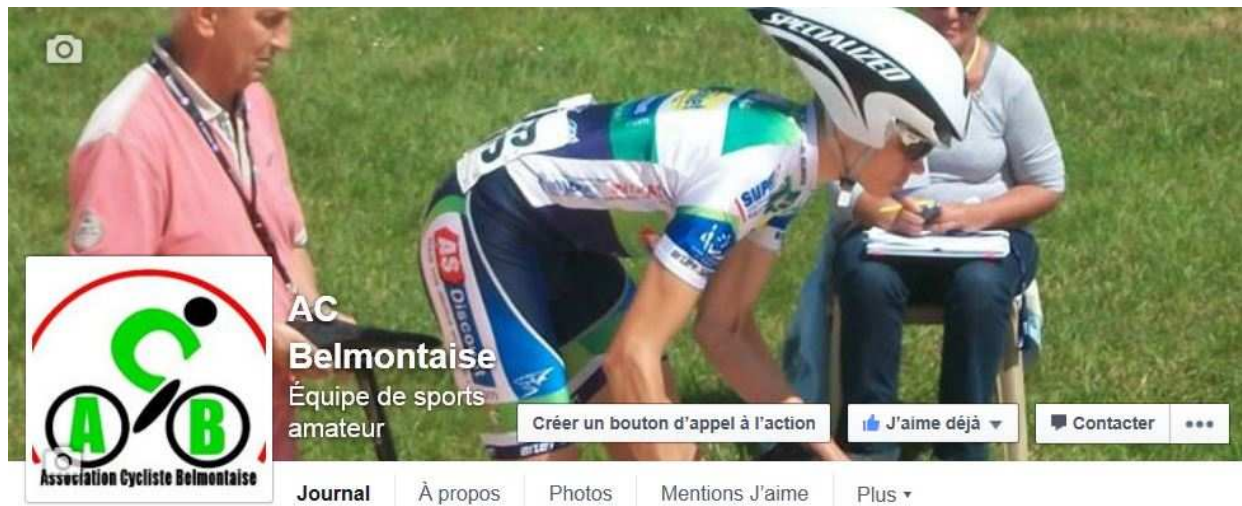 SPECIALIZED
SUPE
AS Discount
AC
Belmontaise
Équipe de sports
amateur
Créer un bouton d'appel à l'action
J'aime déjà
Contacter
A B
Association Cycliste Belmontaise
Journal
À propos
Photos
Mentions J'aime
Plus